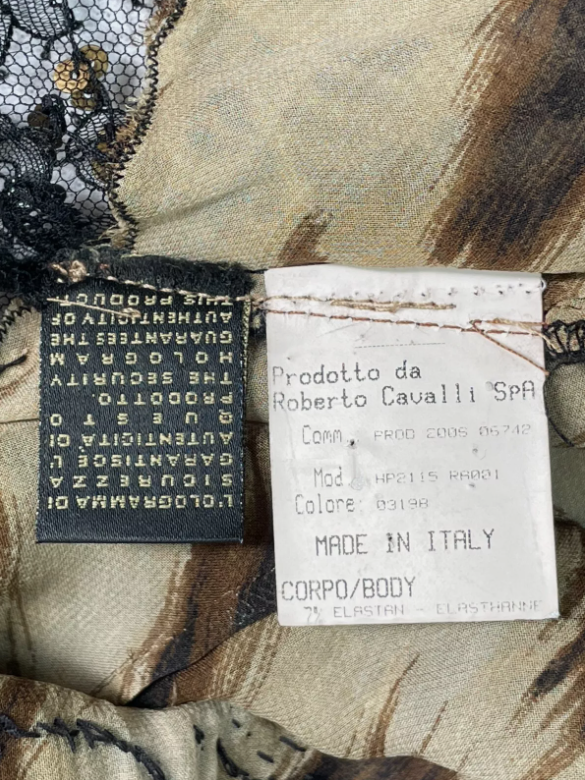 L'OLOGRAMMA DI
SICUREZZA
GARANTISCE L'
AUTENTICITA DI
QUESTO
PRODOTTO.
THE SECURITY
HOLOGRAM
GUARANTEES THE
AUTHENTICITY OF
THIS PRODUCT
Prodotto da
Roberto Cavalli SpA
Comm. PROD 2006 06742
Mod. HP2115 RA001
Colore: 03198
MADE IN ITALY
CORPO/BODY
7% ELASTAN - ELASTHANNE